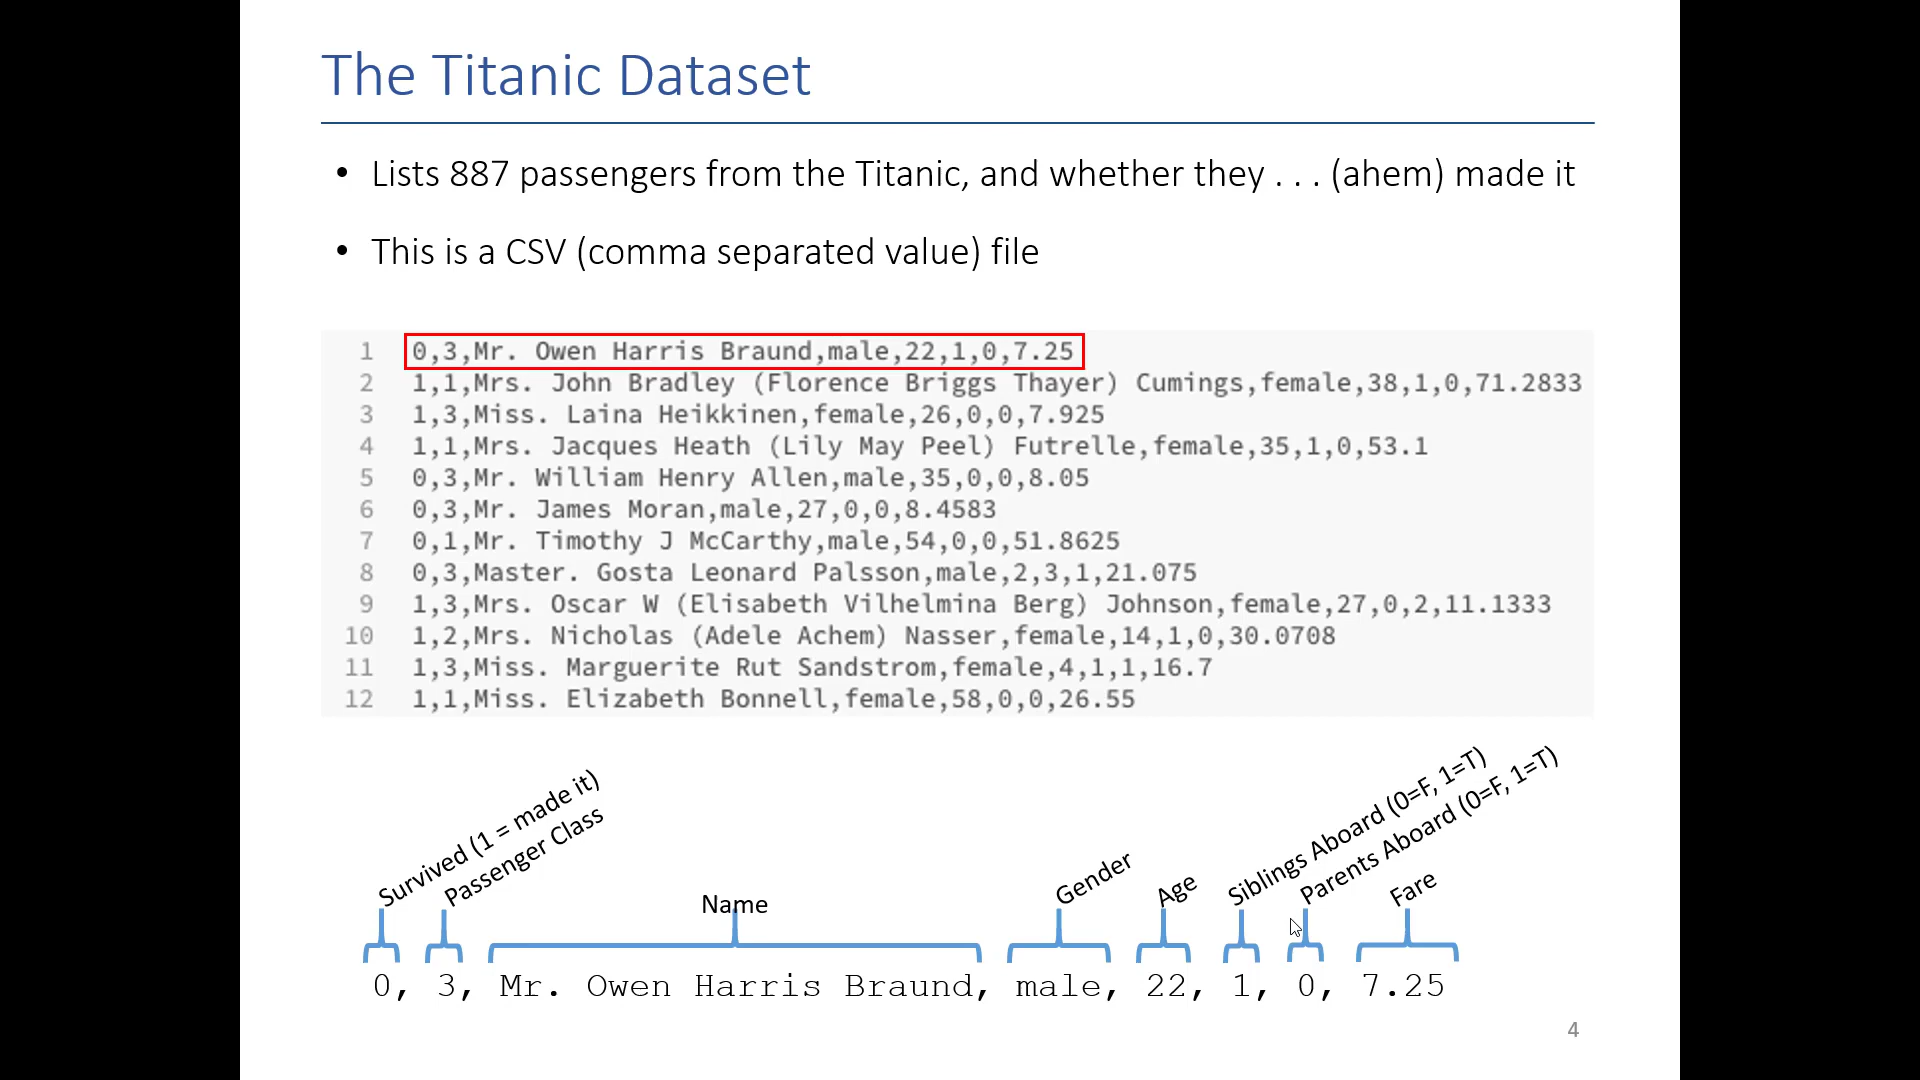 The Titanic Dataset
• Lists 887 passengers from the Titanic, and whether they . . . (ahem) made it
• This is a CSV (comma separated value) file
1 0,3,Mr. Owen Harris Braund,male,22,1,0,7.25
2 1,1,Mrs. John Bradley (Florence Briggs Thayer) Cumings,female,38,1,0,71.2833
3 1,3,Miss. Laina Heikkinen,female,26,0,0,7.925
4 1,1,Mrs. Jacques Heath (Lily May Peel) Futrelle,female,35,1,0,53.1
5 0,3,Mr. William Henry Allen,male,35,0,0,8.05
6 0,3,Mr. James Moran,male,27,0,0,8.4583
7 0,1,Mr. Timothy J McCarthy,male,54,0,0,51.8625
8 0,3,Master. Gosta Leonard Palsson,male,2,3,1,21.075
9 1,3,Mrs. Oscar W (Elisabeth Vilhelmina Berg) Johnson,female,27,0,2,11.1333
10 1,2,Mrs. Nicholas (Adele Achem) Nasser,female,14,1,0,30.0708
11 1,3,Miss. Marguerite Rut Sandstrom,female,4,1,1,16.7
12 1,1,Miss. Elizabeth Bonnell,female,58,0,0,26.55
Survived (1 = made it)
Passenger Class
Name
Gender
Age
Siblings Aboard (0=F, 1=T)
Parents Aboard (0=F, 1=T)
Fare
0, 3, Mr. Owen Harris Braund, male, 22, 1, 0, 7.25
4